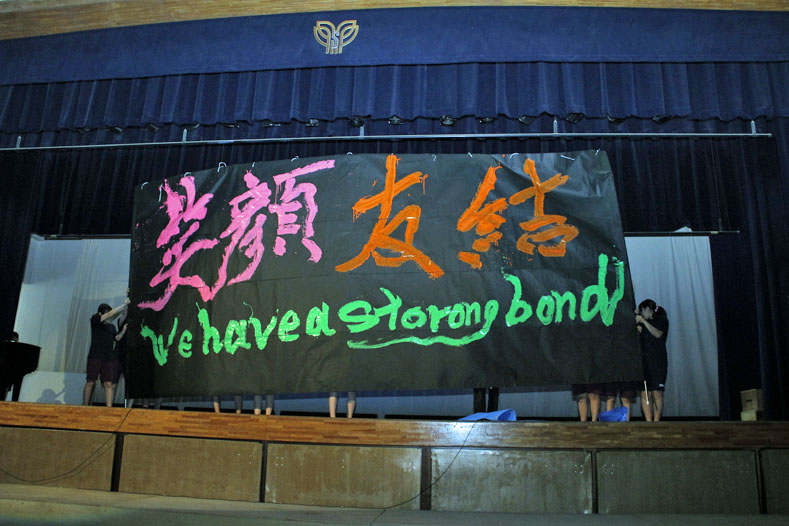 笑顔 友結
We have a storong bond